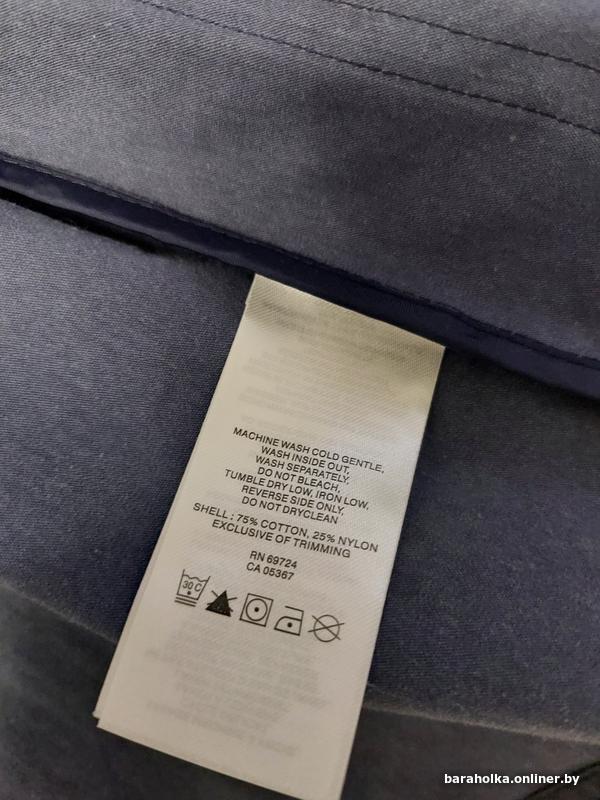 MACHINE WASH COLD GENTLE,
WASH INSIDE OUT,
WASH SEPARATELY.
DO NOT BLEACH,
TUMBLE DRY LOW, IRON LOW,
REVERSE SIDE ONLY.
DO NOT DRYCLEAN
SHELL : 75% COTTON, 25% NYLON
EXCLUSIVE OF TRIMMING
RN 69724
CA 05367
30 C
baraholka.onliner.by